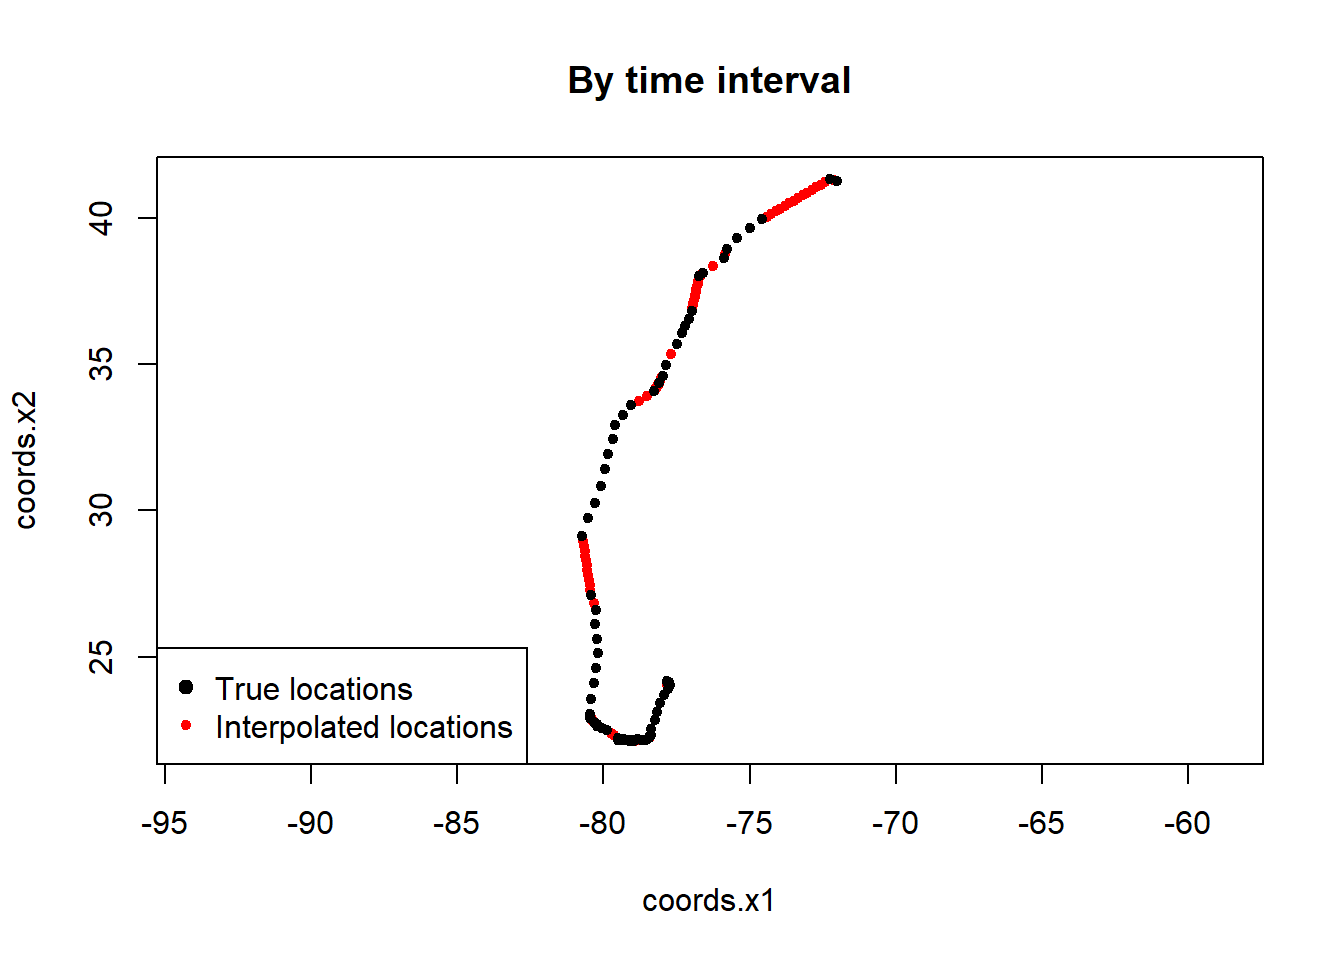 By time interval
coords.x2
40
35
30
25
True locations
Interpolated locations
-95 -90 -85 -80 -75 -70 -65 -60
coords.x1